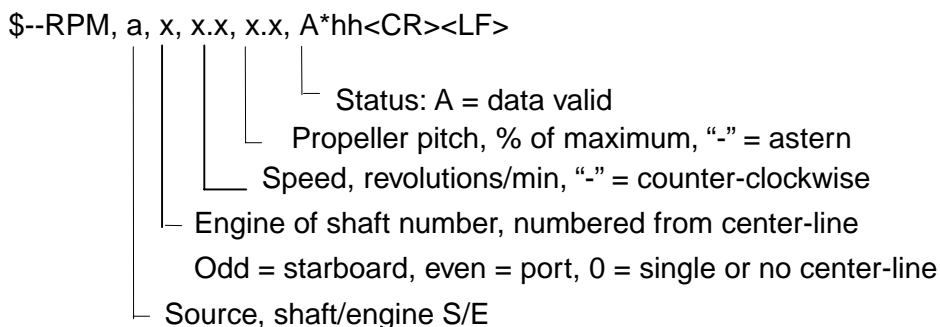 $--RPM, a, x, x.x, x.x, A*hh<CR><LF>
Status: A = data valid
Propeller pitch, % of maximum, “-” = astern
Speed, revolutions/min, “-” = counter-clockwise
Engine of shaft number, numbered from center-line
Odd = starboard, even = port, 0 = single or no center-line
Source, shaft/engine S/E